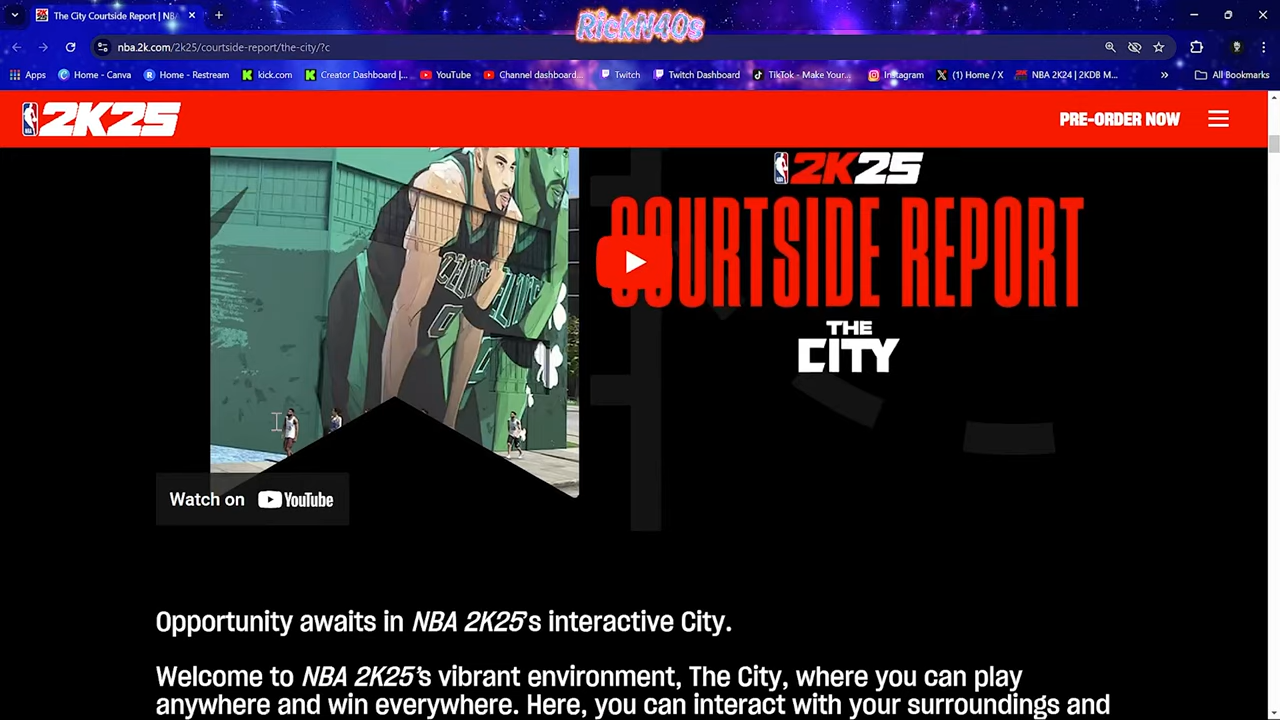 The City Courtside Report | NB
RickN40s
nba.2k.com/2k25/courtside-report/the-city/?c
Apps
Home - Canva
Home - Restream
kick.com
Creator Dashboard |...
YouTube
Channel dashboard...
Twitch
Twitch Dashboard
TikTok - Make Your...
Instagram
(1) Home / X
NBA 2K24 | 2KDB M...
»
All Bookmarks
2K25
PRE-ORDER NOW
2K25
COURTSIDE REPORT
THE
CITY
0
Watch on YouTube
Opportunity awaits in NBA 2K25's interactive City.
Welcome to NBA 2K25's vibrant environment, The City, where you can play
anywhere and win everywhere. Here, you can interact with your surroundings and